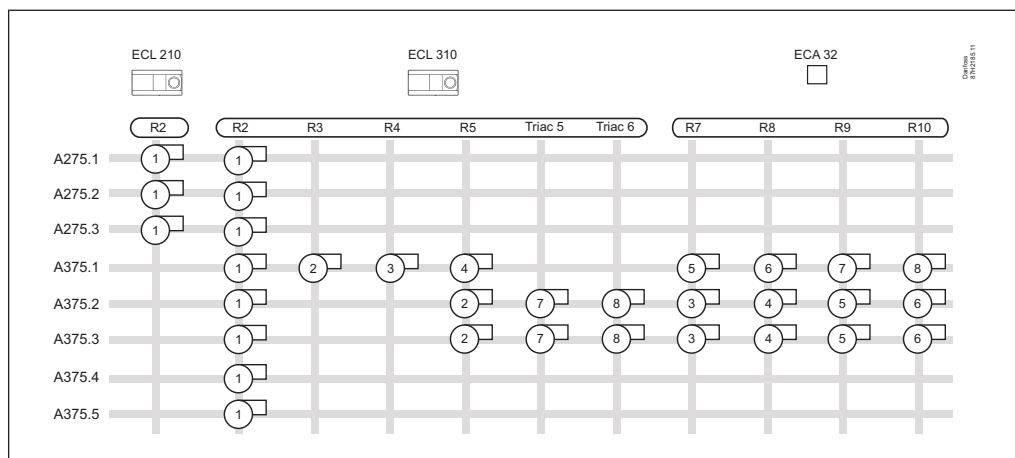 ECL 210 ECL 310 ECA 32
Danfoss
87H2185.11
R2 R2 R3 R4 R5 Triac 5 Triac 6 R7 R8 R9 R10
A275.1 1 1
A275.2 1 1
A275.3 1 1
A375.1 1 2 3 4 5 6 7 8
A375.2 1 2 7 8 3 4 5 6
A375.3 1 2 7 8 3 4 5 6
A375.4 1
A375.5 1